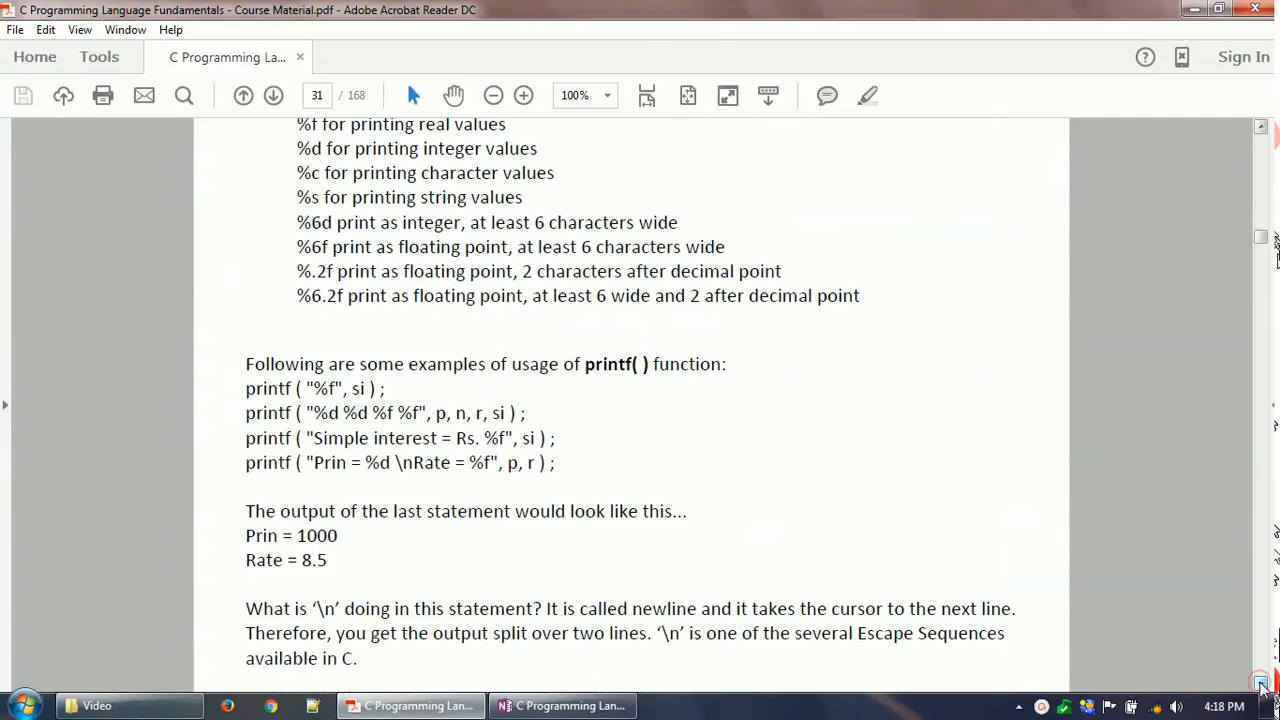 C Programming Language Fundamentals - Course Material.pdf - Adobe Acrobat Reader DC
File Edit View Window Help
Home Tools C Programming La... × Sign In
31 / 168 100%
%f for printing real values
%d for printing integer values
%c for printing character values
%s for printing string values
%6d print as integer, at least 6 characters wide
%6f print as floating point, at least 6 characters wide
%.2f print as floating point, 2 characters after decimal point
%6.2f print as floating point, at least 6 wide and 2 after decimal point
Following are some examples of usage of printf( ) function:
printf ( "%f", si ) ;
printf ( "%d %d %f %f", p, n, r, si ) ;
printf ( "Simple interest = Rs. %f", si ) ;
printf ( "Prin = %d \nRate = %f", p, r ) ;
The output of the last statement would look like this...
Prin = 1000
Rate = 8.5
What is ‘\n’ doing in this statement? It is called newline and it takes the cursor to the next line.
Therefore, you get the output split over two lines. ‘\n’ is one of the several Escape Sequences
available in C.
Video C Programming Lan... C Programming Lan... 4:18 PM